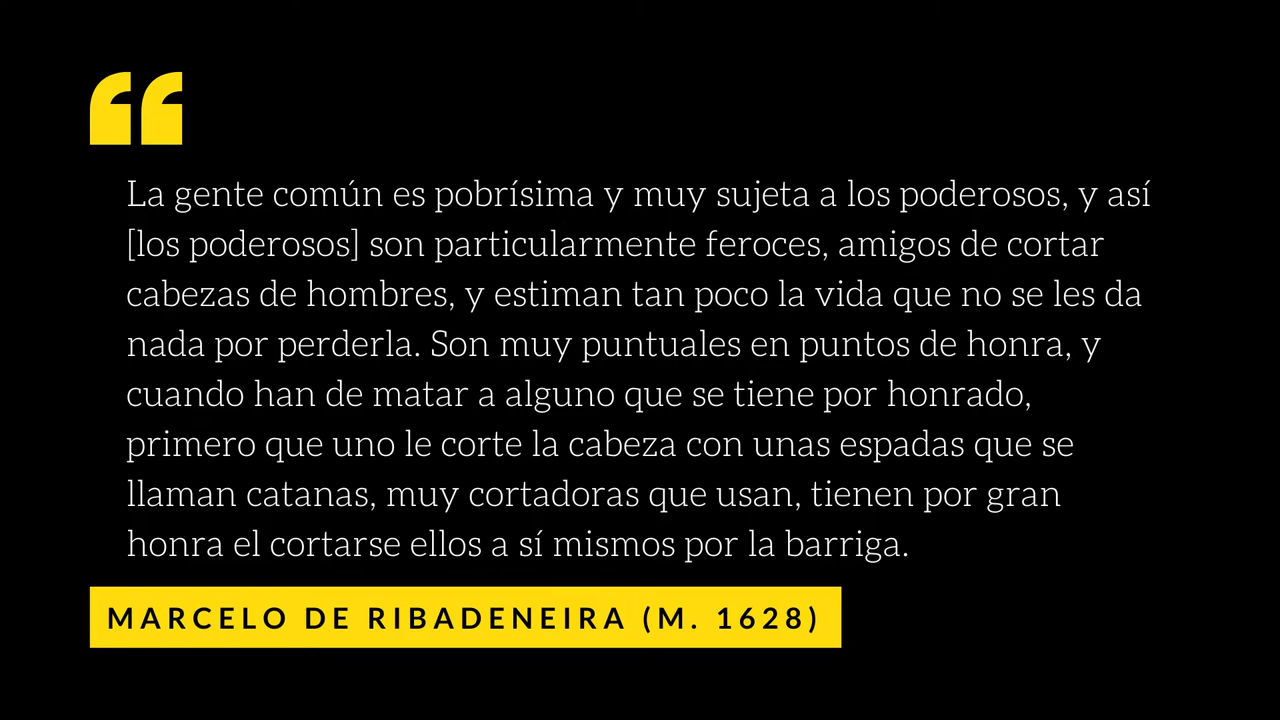 “
La gente común es pobrísima y muy sujeta a los poderosos, y así
[los poderosos] son particularmente feroces, amigos de cortar
cabezas de hombres, y estiman tan poco la vida que no se les da
nada por perderla. Son muy puntuales en puntos de honra, y
cuando han de matar a alguno que se tiene por honrado,
primero que uno le corte la cabeza con unas espadas que se
llaman catanas, muy cortadoras que usan, tienen por gran
honra el cortarse ellos a sí mismos por la barriga.
MARCELO DE RIBADENEIRA (M. 1628)